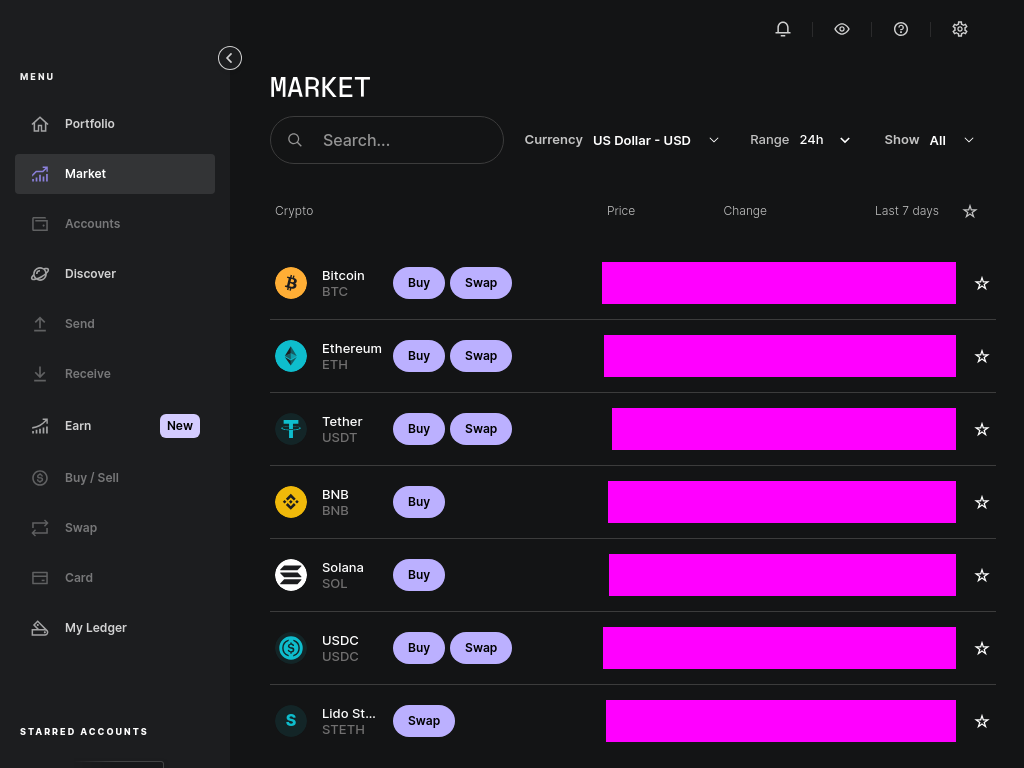 MENU
Portfolio
Market
Accounts
Discover
Send
Receive
Earn New
Buy / Sell
Swap
Card
My Ledger
STARRED ACCOUNTS
MARKET
Search...
Currency US Dollar - USD
Range 24h
Show All
Crypto Price Change Last 7 days
Bitcoin
BTC
Buy Swap
Ethereum
ETH
Buy Swap
Tether
USDT
Buy Swap
BNB
BNB
Buy
Solana
SOL
Buy
USDC
USDC
Buy Swap
S
Lido St...
STETH
Swap